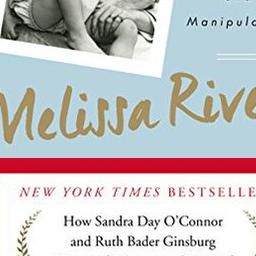 Manipula
Melissa Rive
NEW YORK TIMES BESTSELLE
How Sandra Day O'Connor
and Ruth Bader Ginsburg